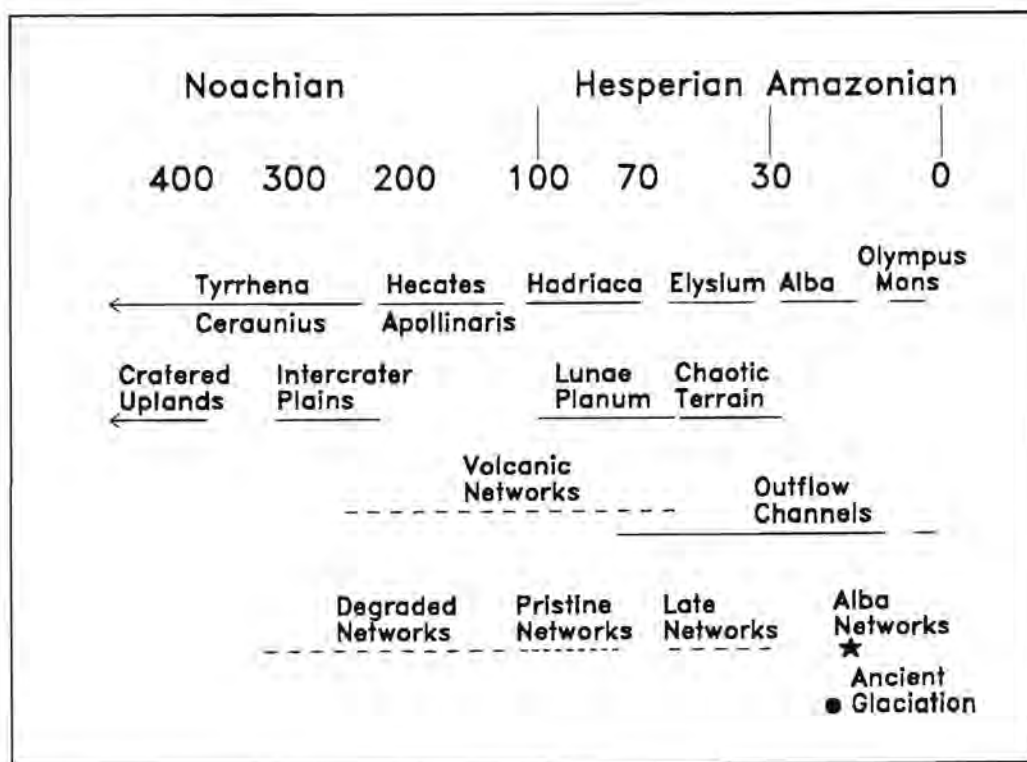 Noachian Hesperian Amazonian
400 300 200 100 70 30 0
Tyrrhena Hecates Hadriaca Elysium Alba Olympus Mons
Ceraunius Apollinaris
Cratered Uplands Intercrater Plains Lunae Planum Chaotic Terrain
Volcanic Networks Outflow Channels
Degraded Networks Pristine Networks Late Networks Alba Networks
Ancient Glaciation